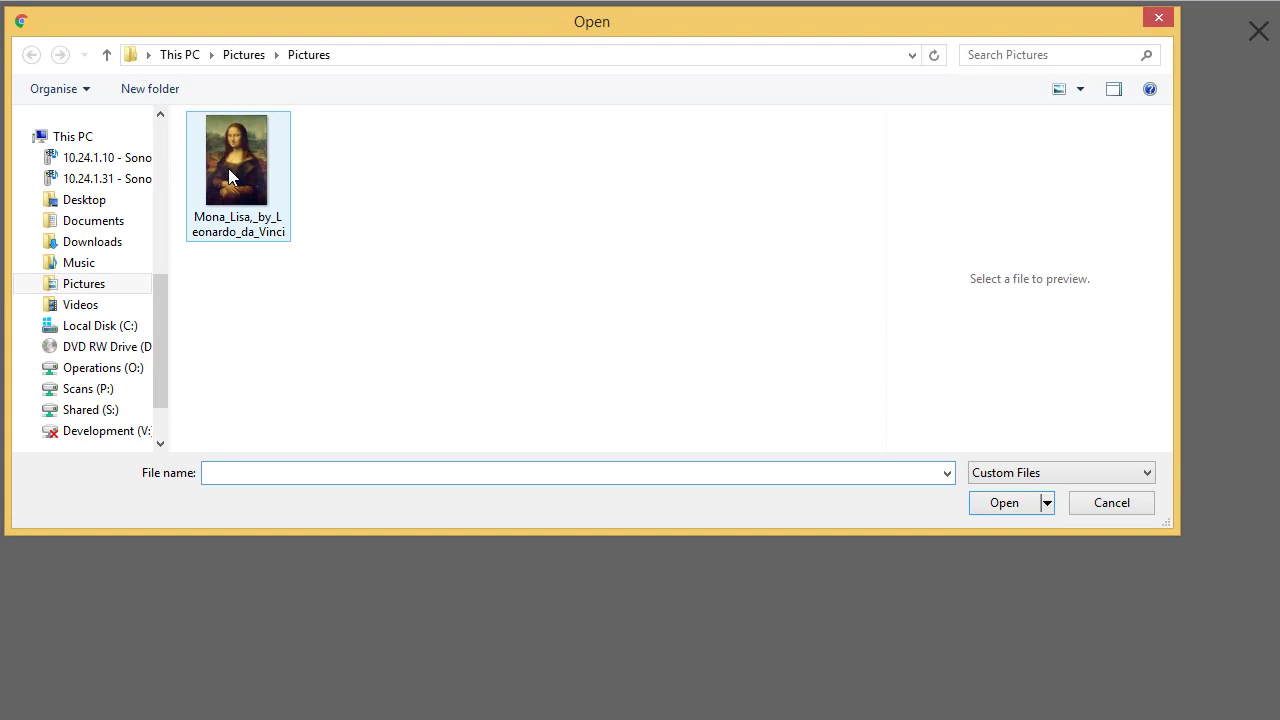 Open
This PC
Pictures
Pictures
Search Pictures
Organise
New folder
This PC
10.24.1.10 - Sono
10.24.1.31 - Sono
Desktop
Documents
Downloads
Music
Pictures
Videos
Local Disk (C:)
DVD RW Drive (D
Operations (O:)
Scans (P:)
Shared (S:)
Development (V:
Mona_Lisa,_by_L
eonardo_da_Vinci
Select a file to preview.
File name:
Custom Files
Open
Cancel